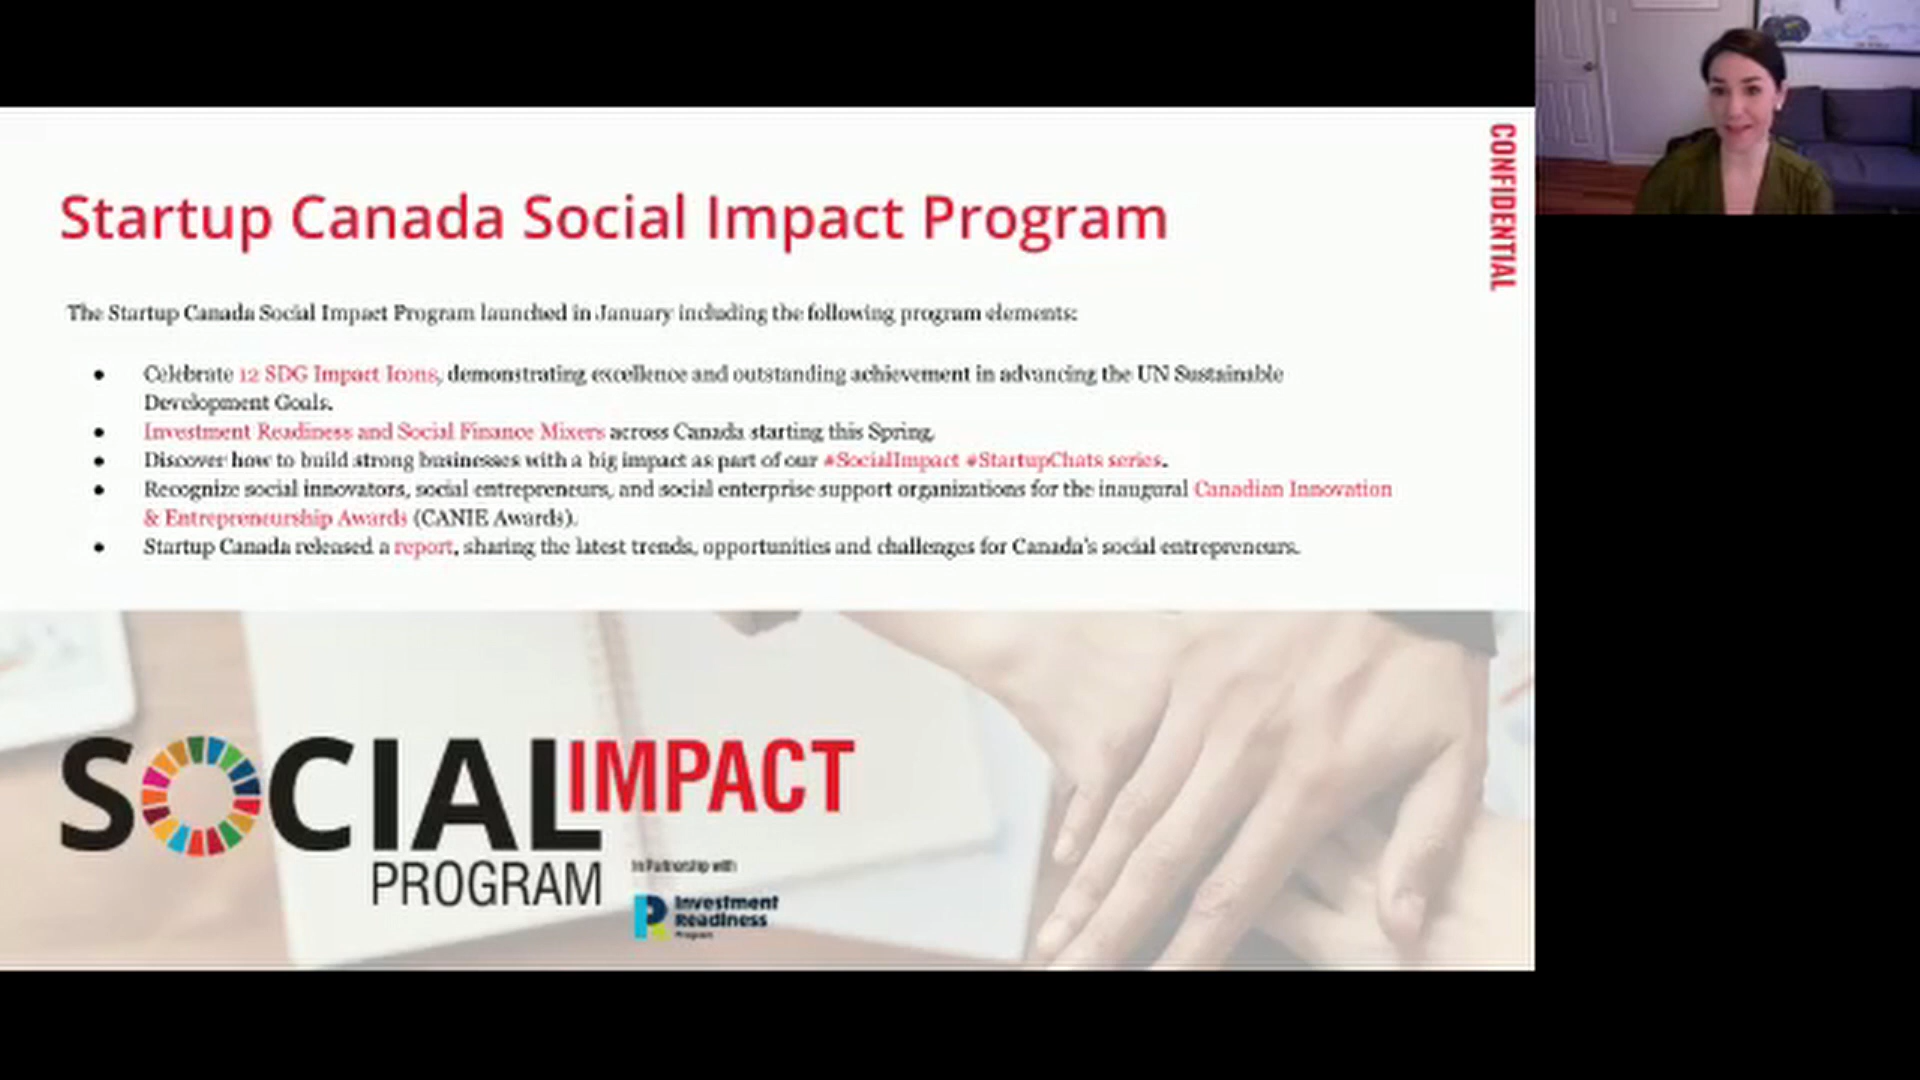 CONFIDENTIAL
Startup Canada Social Impact Program
The Startup Canada Social Impact Program launched in January including the following program elements:
● Celebrate 12 SDG Impact Icons, demonstrating excellence and outstanding achievement in advancing the UN Sustainable
Development Goals.
● Investment Readiness and Social Finance Mixers across Canada starting this Spring.
● Discover how to build strong businesses with a big impact as part of our #SocialImpact #StartupChats series.
● Recognize social innovators, social entrepreneurs, and social enterprise support organizations for the inaugural Canadian Innovation
& Entrepreneurship Awards (CANIE Awards).
● Startup Canada released a report, sharing the latest trends, opportunities and challenges for Canada's social entrepreneurs.
SOCIAL IMPACT
PROGRAM
In Partnership with
Investment
Readiness
Program